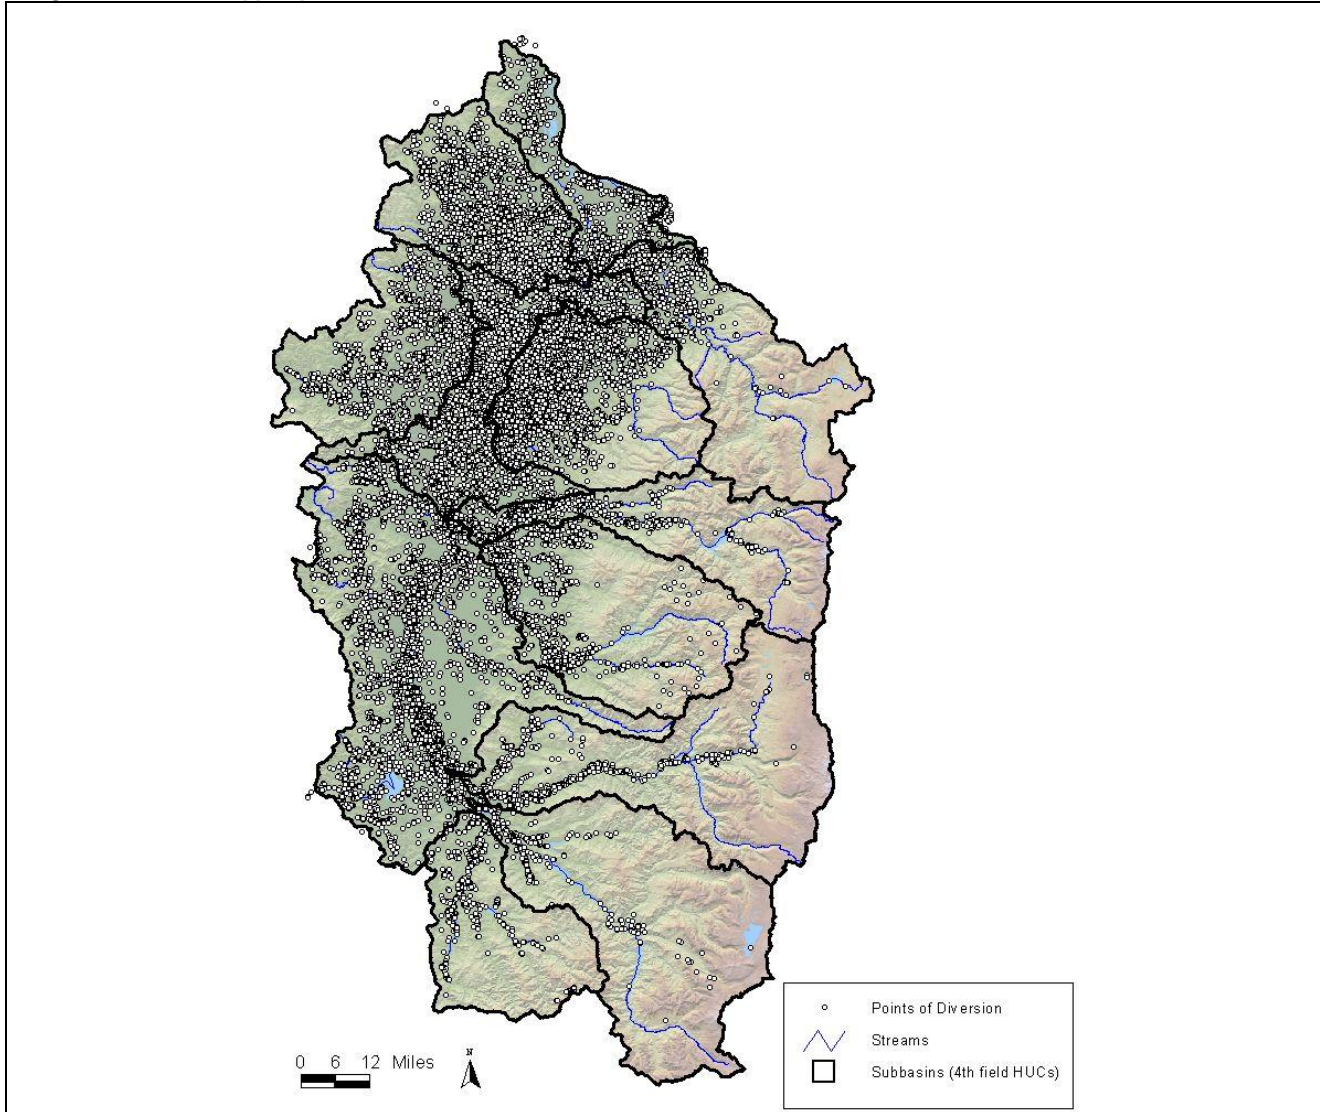 Points of Diversion
Streams
Subbasins (4th field HUCs)
0 6 12 Miles
N